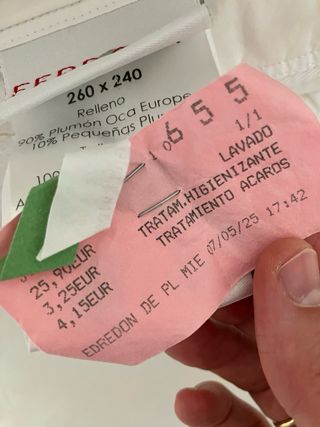 260 x 240
Relleno
90% Plumón Oca Europe
10% Pequeñas Plu
655
1/1
LAVADO
TRATAM.HIGIENIZANTE
TRATAMIENTO ACAROS
25,90EUR
3,25EUR
4,15EUR
EDREDON DE PL MIE 07/05/25 17:42